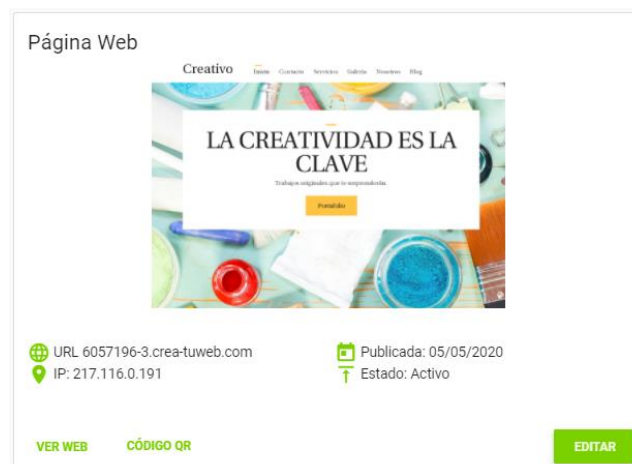 Página Web
Creativo Inicio Contacto Servicios Galería Nosotros Blog
LA CREATIVIDAD ES LA
CLAVE
Trabajos originales que te sorprenderán.
Portafolio
URL 6057196-3.crea-tuweb.com
Publicada: 05/05/2020
IP: 217.116.0.191
Estado: Activo
VER WEB
CÓDIGO QR
EDITAR